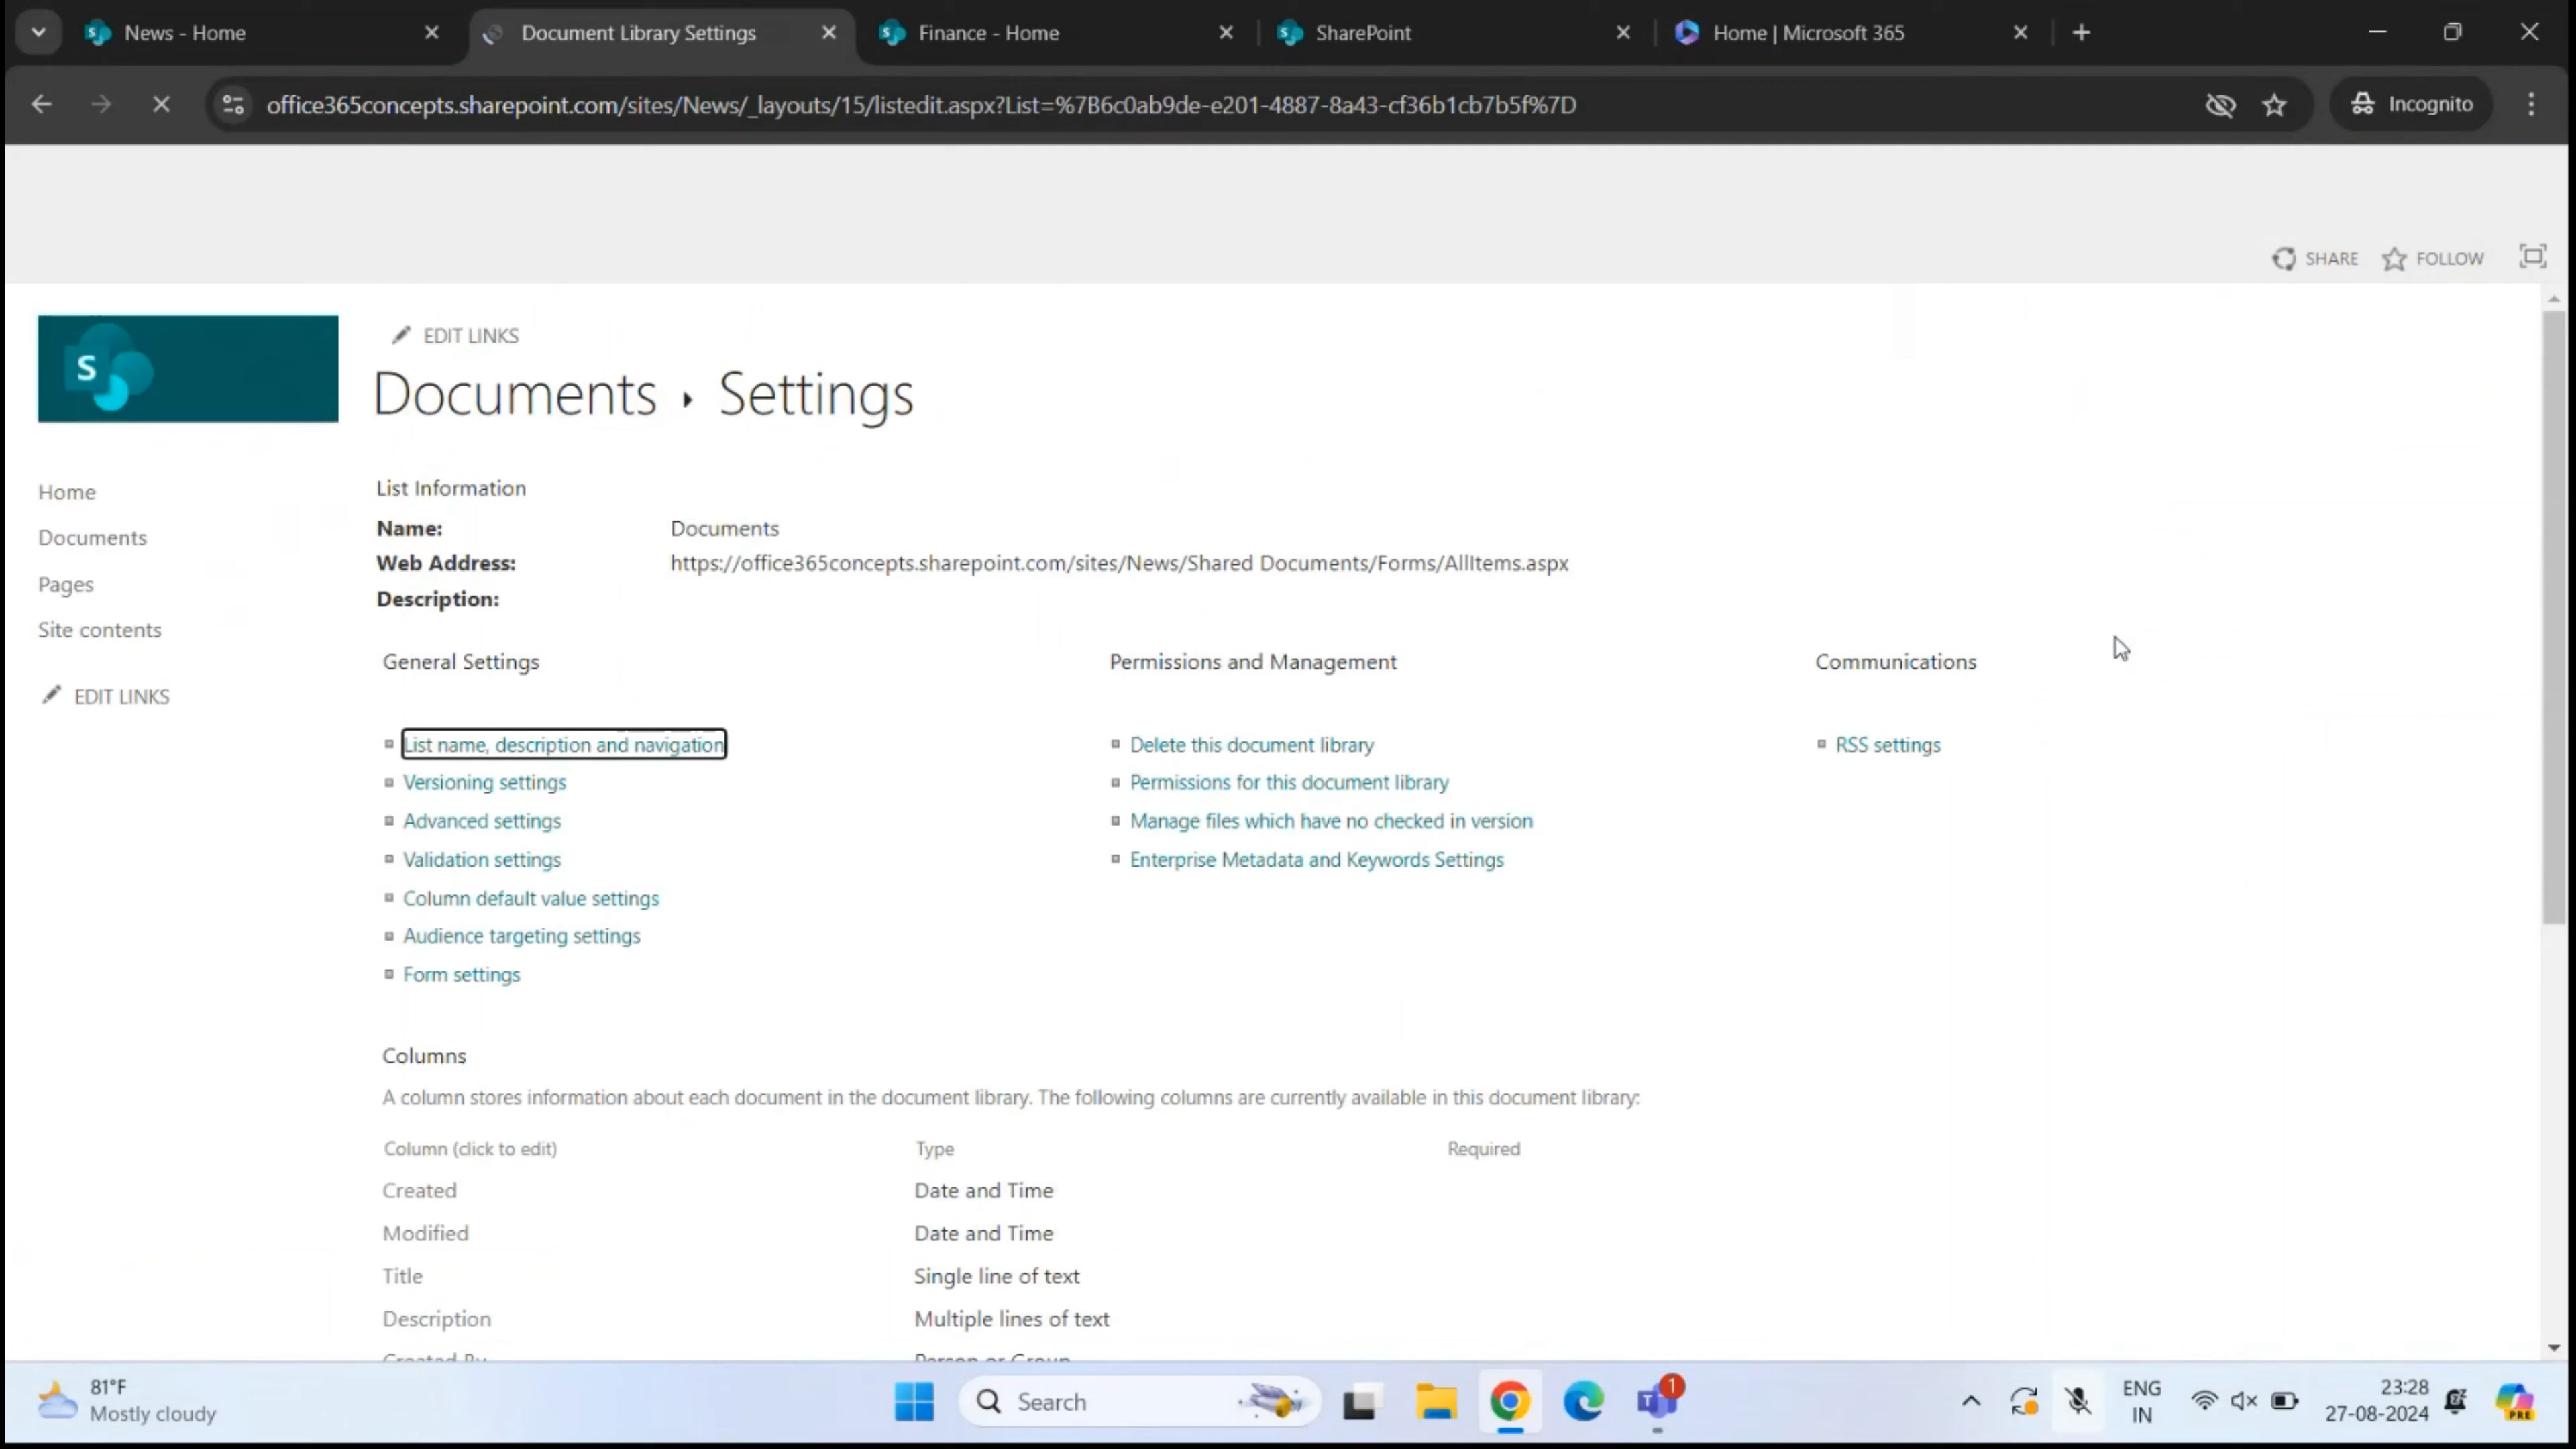 News - Home
Document Library Settings
Finance - Home
SharePoint
Home | Microsoft 365
office365concepts.sharepoint.com/sites/News/_layouts/15/listedit.aspx?List=%7B6c0ab9de-e201-4887-8a43-cf36b1cb7b5f%7D
Incognito
SHARE
FOLLOW
S
EDIT LINKS
Documents ▸ Settings
Home
Documents
Pages
Site contents
EDIT LINKS
List Information
Name: Documents
Web Address: https://office365concepts.sharepoint.com/sites/News/Shared Documents/Forms/AllItems.aspx
Description:
General Settings
List name, description and navigation
Versioning settings
Advanced settings
Validation settings
Column default value settings
Audience targeting settings
Form settings
Permissions and Management
Delete this document library
Permissions for this document library
Manage files which have no checked in version
Enterprise Metadata and Keywords Settings
Communications
RSS settings
Columns
A column stores information about each document in the document library. The following columns are currently available in this document library:
Column (click to edit) Type Required
Created Date and Time
Modified Date and Time
Title Single line of text
Description Multiple lines of text
Created By Person or Group
81°F
Mostly cloudy
Search
T
1
ENG
IN
23:28
27-08-2024
PRE